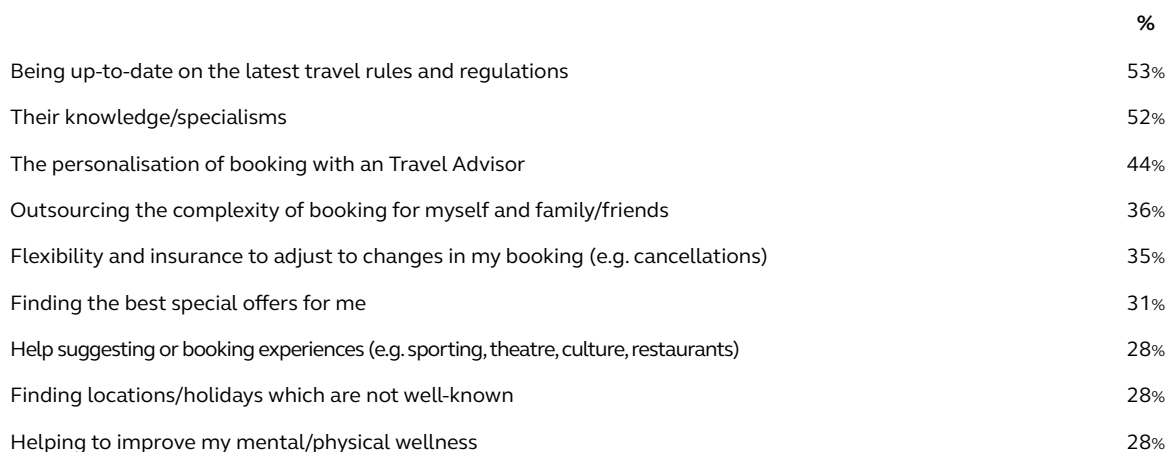 %
Being up-to-date on the latest travel rules and regulations 53%
Their knowledge/specialisms 52%
The personalisation of booking with an Travel Advisor 44%
Outsourcing the complexity of booking for myself and family/friends 36%
Flexibility and insurance to adjust to changes in my booking (e.g. cancellations) 35%
Finding the best special offers for me 31%
Help suggesting or booking experiences (e.g. sporting, theatre, culture, restaurants) 28%
Finding locations/holidays which are not well-known 28%
Helping to improve my mental/physical wellness 28%